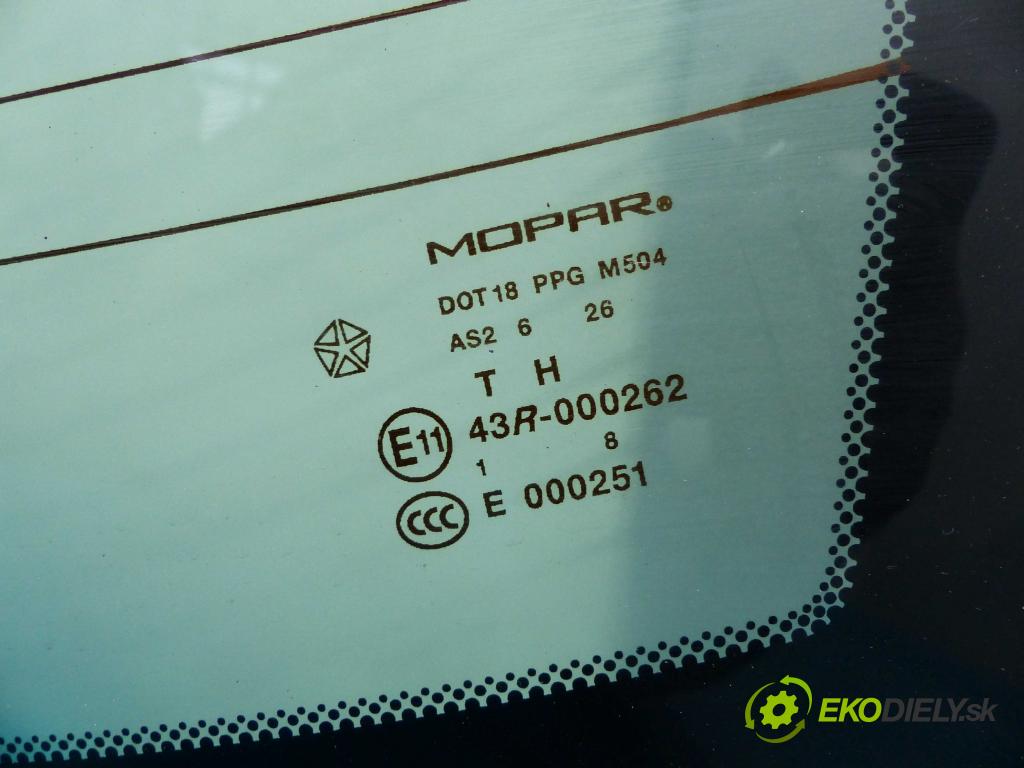 MOPAR®
DOT18 PPG M504
AS2 6 26
T H
E11 43R-000262
1 8
CCC E 000251
EKODIELY.sk